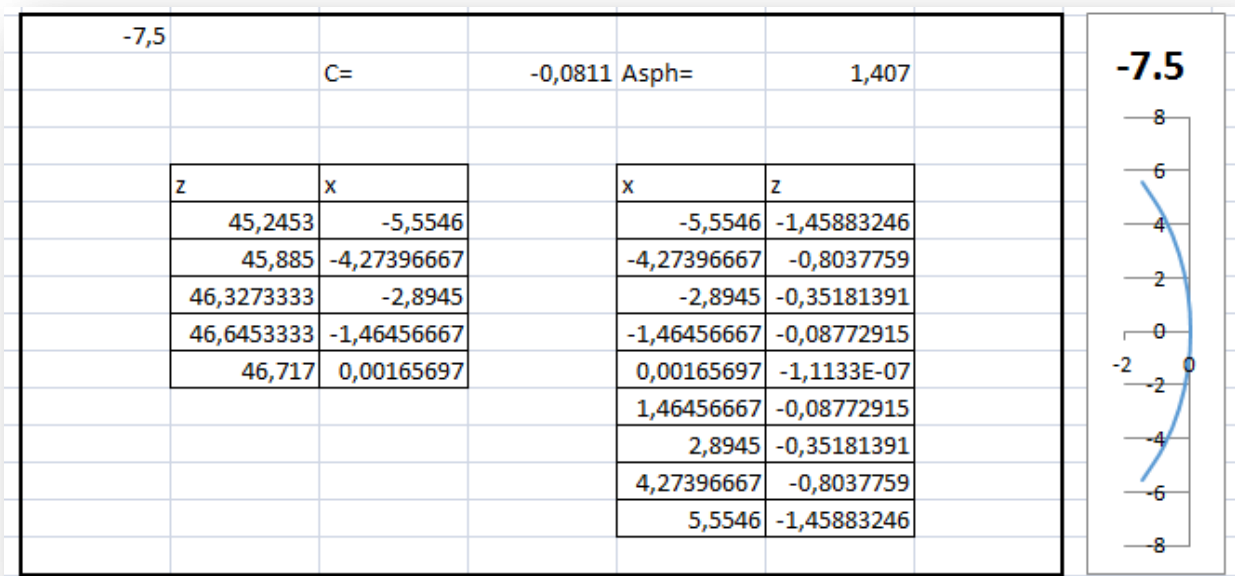 -7,5
C= -0,0811 Asph= 1,407
z x x z
45,2453 -5,5546 -5,5546 -1,45883246
45,885 -4,27396667 -4,27396667 -0,8037759
46,3273333 -2,8945 -2,8945 -0,35181391
46,6453333 -1,46456667 -1,46456667 -0,08772915
46,717 0,00165697 0,00165697 -1,1133E-07
1,46456667 -0,08772915
2,8945 -0,35181391
4,27396667 -0,8037759
5,5546 -1,45883246
-7.5
8
6
4
2
0
-2 0
-2
-4
-6
-8